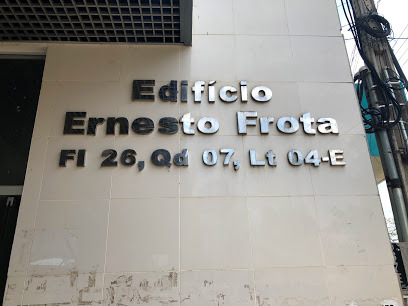 Edifício
Ernesto Frota
Fl 26, Qd 07, Lt 04-E